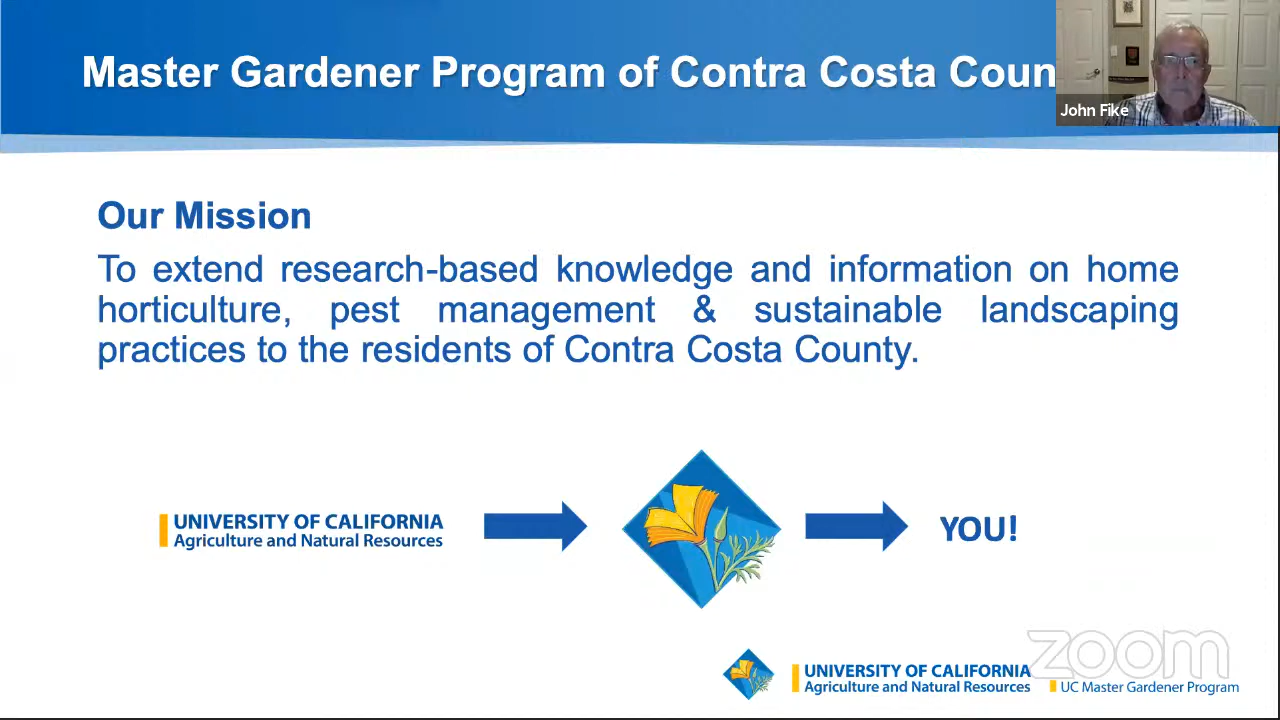 Master Gardener Program of Contra Costa Coun
John Fike
Our Mission
To extend research-based knowledge and information on home
horticulture, pest management & sustainable landscaping
practices to the residents of Contra Costa County.
UNIVERSITY OF CALIFORNIA
Agriculture and Natural Resources
YOU!
zoom
UNIVERSITY OF CALIFORNIA
Agriculture and Natural Resources
UC Master Gardener Program